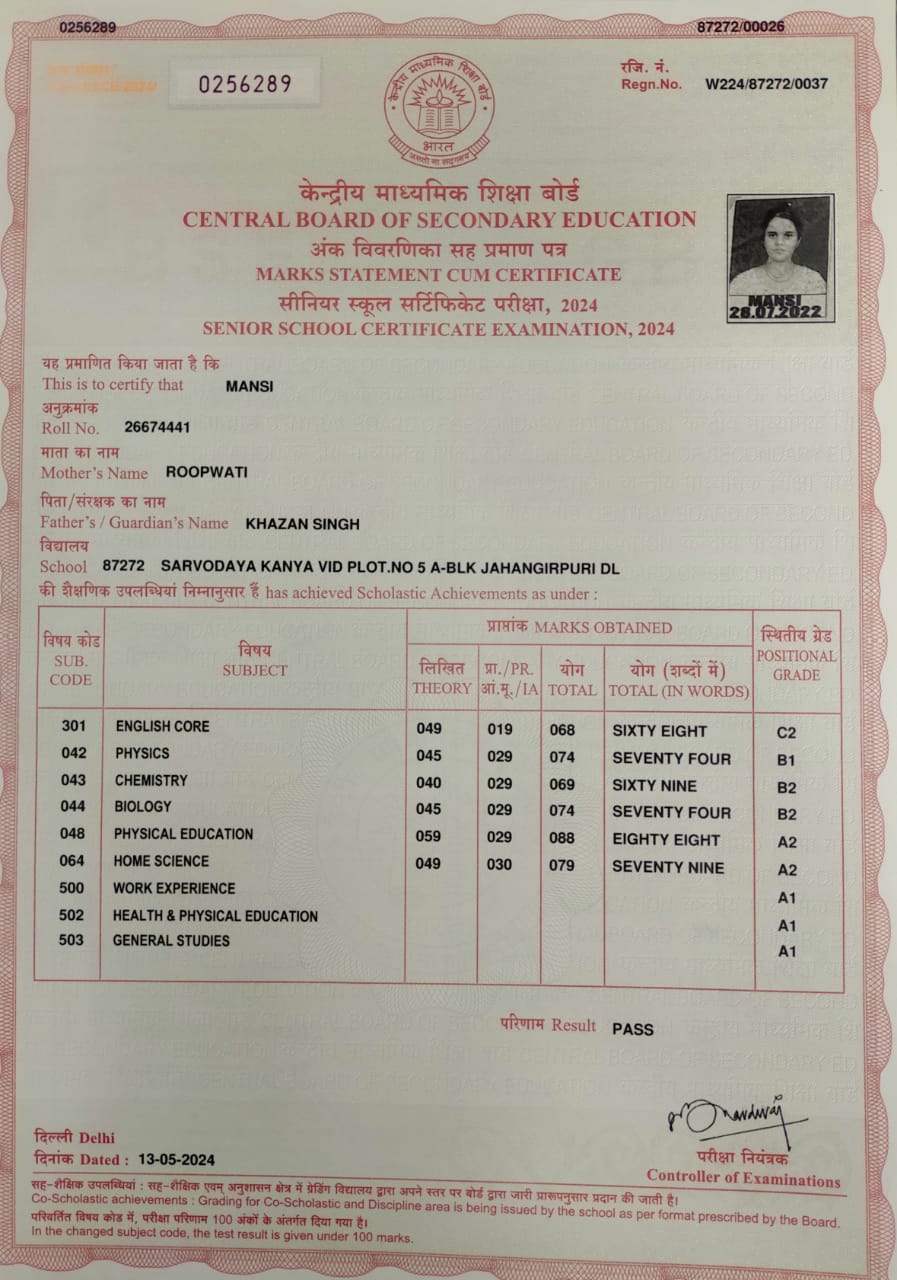 0256289 87272/00026
0256289
रजि. नं.
Regn.No. W224/87272/0037
केन्द्रीय माध्यमिक शिक्षा बोर्ड
भारत
असतो मा सद्गमय
केन्द्रीय माध्यमिक शिक्षा बोर्ड
CENTRAL BOARD OF SECONDARY EDUCATION
अंक विवरणिका सह प्रमाण पत्र
MARKS STATEMENT CUM CERTIFICATE
सीनियर स्कूल सर्टिफिकेट परीक्षा, 2024
SENIOR SCHOOL CERTIFICATE EXAMINATION, 2024
MANSI
28.07.2022
यह प्रमाणित किया जाता है कि
This is to certify that MANSI
अनुक्रमांक
Roll No. 26674441
माता का नाम
Mother's Name ROOPWATI
पिता/संरक्षक का नाम
Father's / Guardian's Name KHAZAN SINGH
विद्यालय
School 87272 SARVODAYA KANYA VID PLOT.NO 5 A-BLK JAHANGIRPURI DL
की शैक्षणिक उपलब्धियां निम्नानुसार हैं has achieved Scholastic Achievements as under :
विषय कोड
SUB.
CODE
विषय
SUBJECT
प्राप्तांक MARKS OBTAINED
लिखित प्रा./PR. योग योग (शब्दों में)
THEORY आं.मू./IA TOTAL TOTAL (IN WORDS)
स्थितीय ग्रेड
POSITIONAL
GRADE
301 ENGLISH CORE 049 019 068 SIXTY EIGHT C2
042 PHYSICS 045 029 074 SEVENTY FOUR B1
043 CHEMISTRY 040 029 069 SIXTY NINE B2
044 BIOLOGY 045 029 074 SEVENTY FOUR B2
048 PHYSICAL EDUCATION 059 029 088 EIGHTY EIGHT A2
064 HOME SCIENCE 049 030 079 SEVENTY NINE A2
500 WORK EXPERIENCE A1
502 HEALTH & PHYSICAL EDUCATION A1
503 GENERAL STUDIES A1
परिणाम Result PASS
दिल्ली Delhi
दिनांक Dated : 13-05-2024
परीक्षा नियंत्रक
Controller of Examinations
सह-शैक्षिक उपलब्धियां : सह-शैक्षिक एवम् अनुशासन क्षेत्र में ग्रेडिंग विद्यालय द्वारा अपने स्तर पर बोर्ड द्वारा जारी प्रारूपनुसार प्रदान की जाती है।
Co-Scholastic achievements : Grading for Co-Scholastic and Discipline area is being issued by the school as per format prescribed by the Board.
परिवर्तित विषय कोड में, परीक्षा परिणाम 100 अंकों के अंतर्गत दिया गया है।
In the changed subject code, the test result is given under 100 marks.